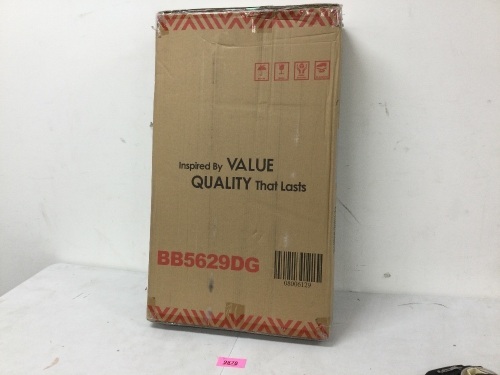 Inspired By VALUE
QUALITY That Lasts
BB5629DG